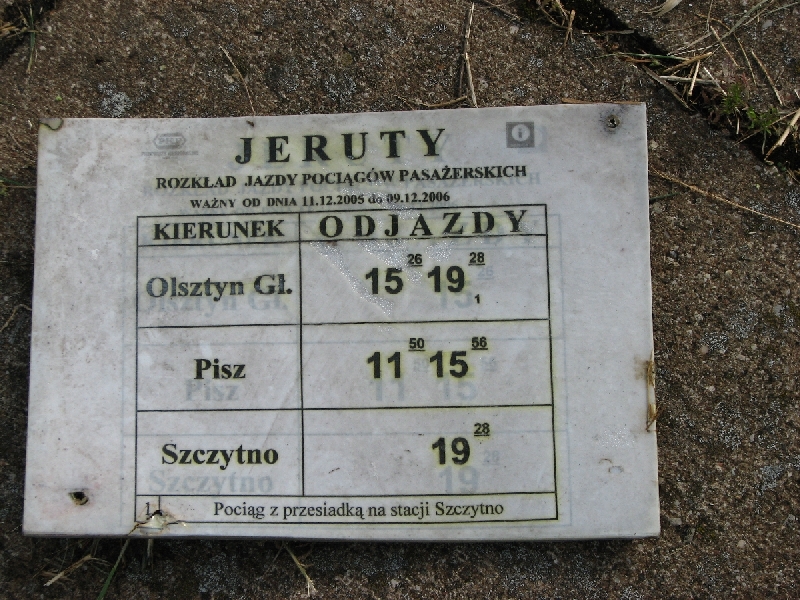 PKP
JERUTY
ROZKŁAD JAZDY POCIĄGÓW PASAŻERSKICH
WAŻNY OD DNIA 11.12.2005 do 09.12.2006
KIERUNEK ODJAZDY
Olsztyn Gł. 15 26 19 28 1
Pisz 11 50 15 56
Szczytno 19 28
1 Pociąg z przesiadką na stacji Szczytno